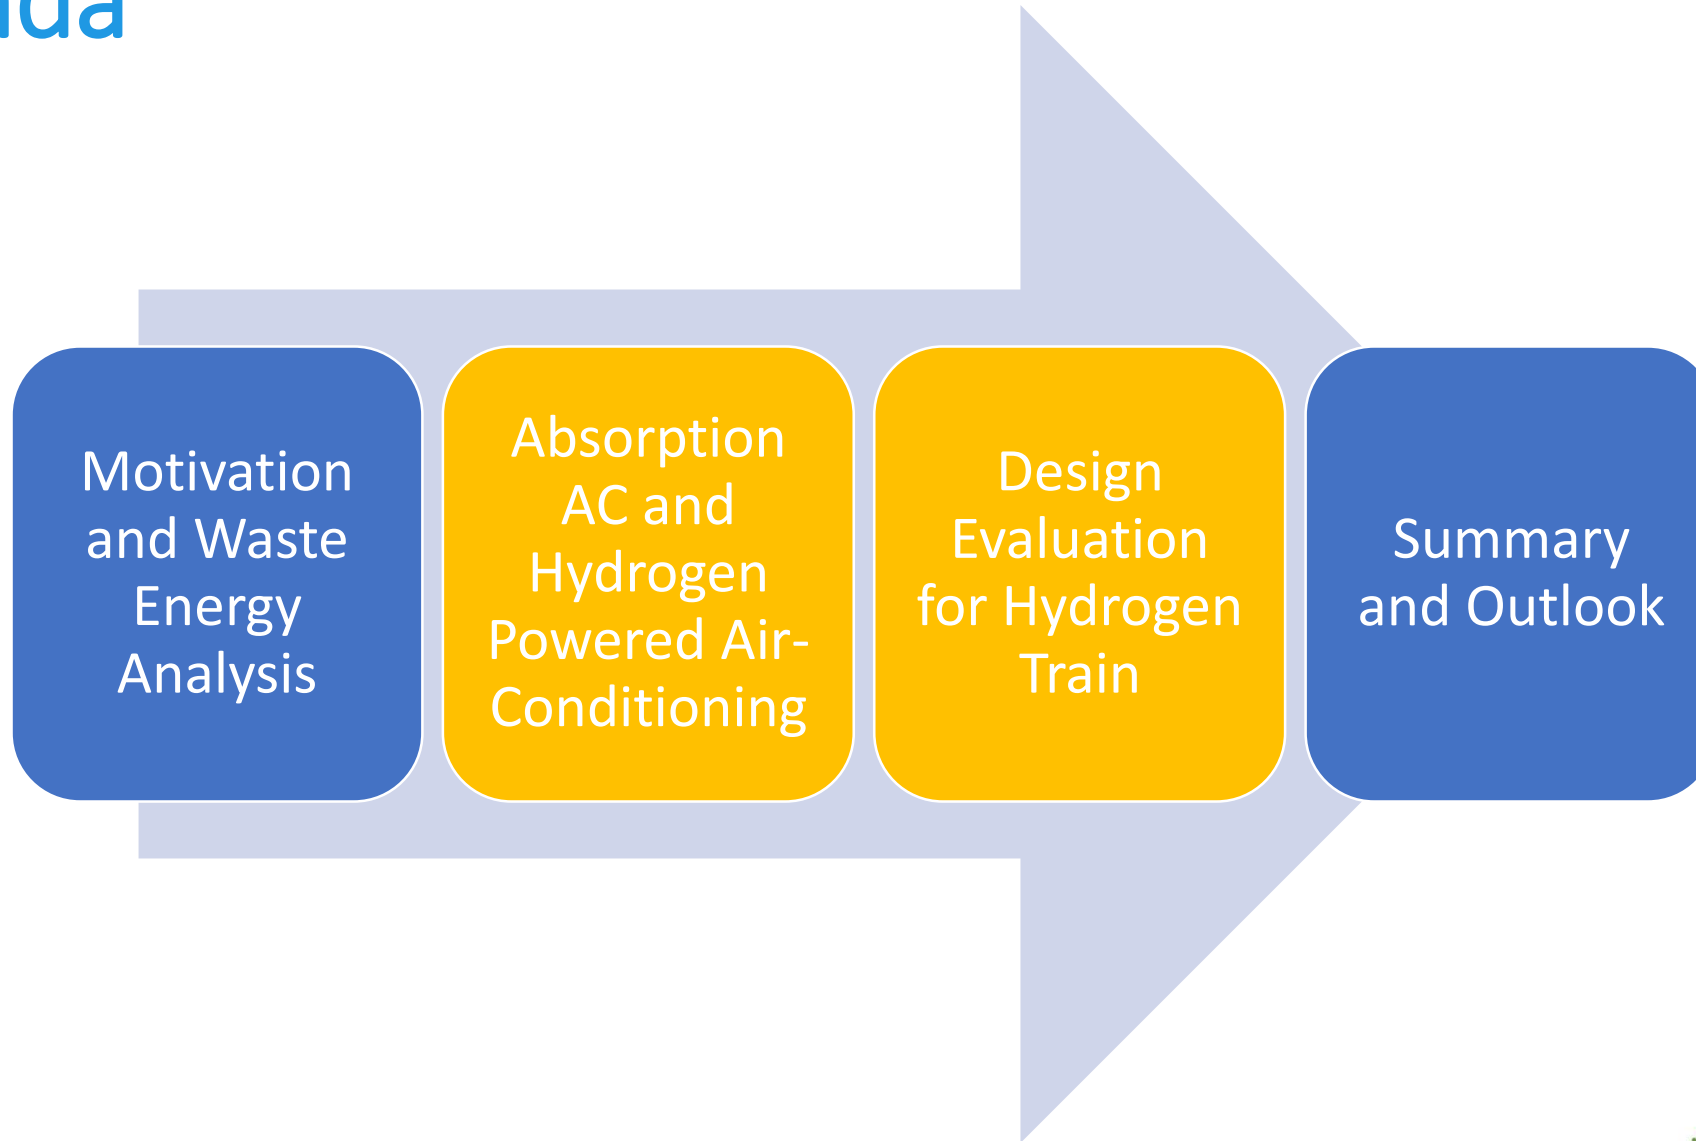 Motivation
and Waste
Energy
Analysis
Absorption
AC and
Hydrogen
Powered Air-
Conditioning
Design
Evaluation
for Hydrogen
Train
Summary
and Outlook